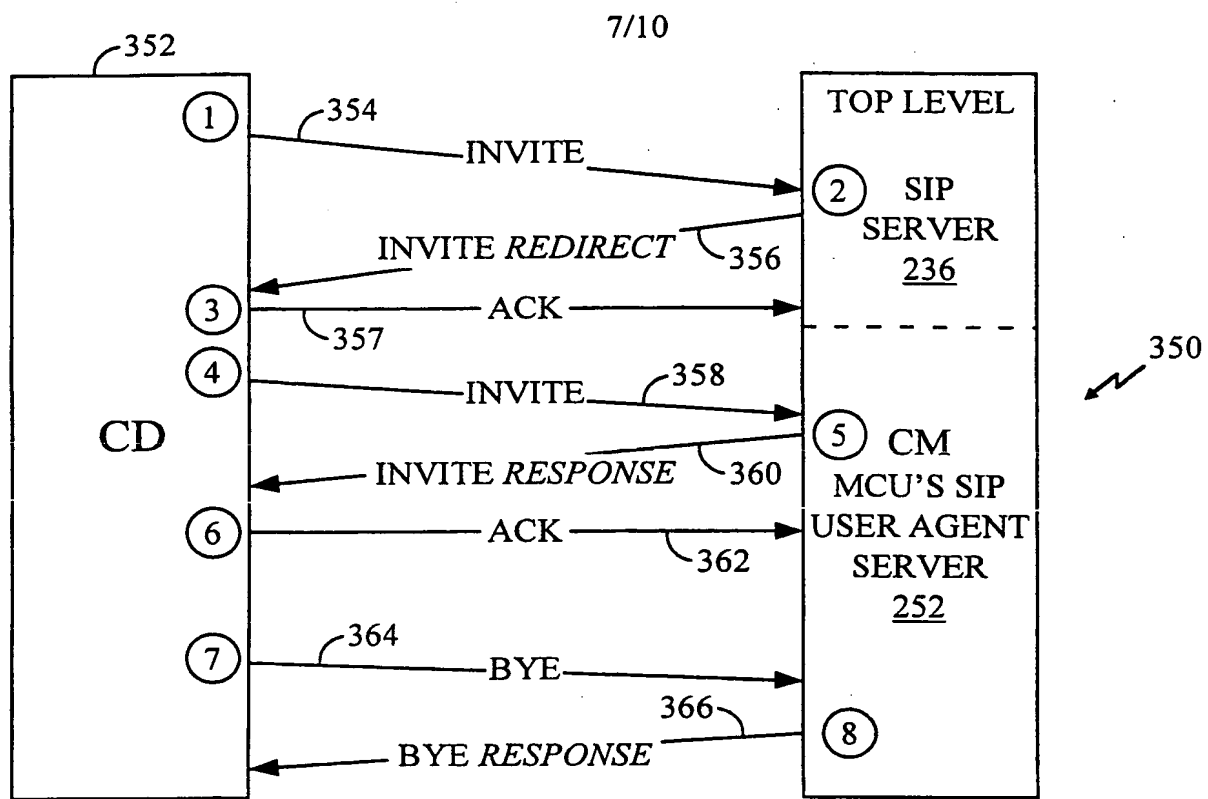 7/10
352
TOP LEVEL
1
354
INVITE
2
SIP
SERVER
236
INVITE REDIRECT
356
3
ACK
357
350
4
358
INVITE
CD
5
CM
INVITE RESPONSE
360
MCU'S SIP
USER AGENT
SERVER
252
6
ACK
362
7
364
BYE
366
8
BYE RESPONSE